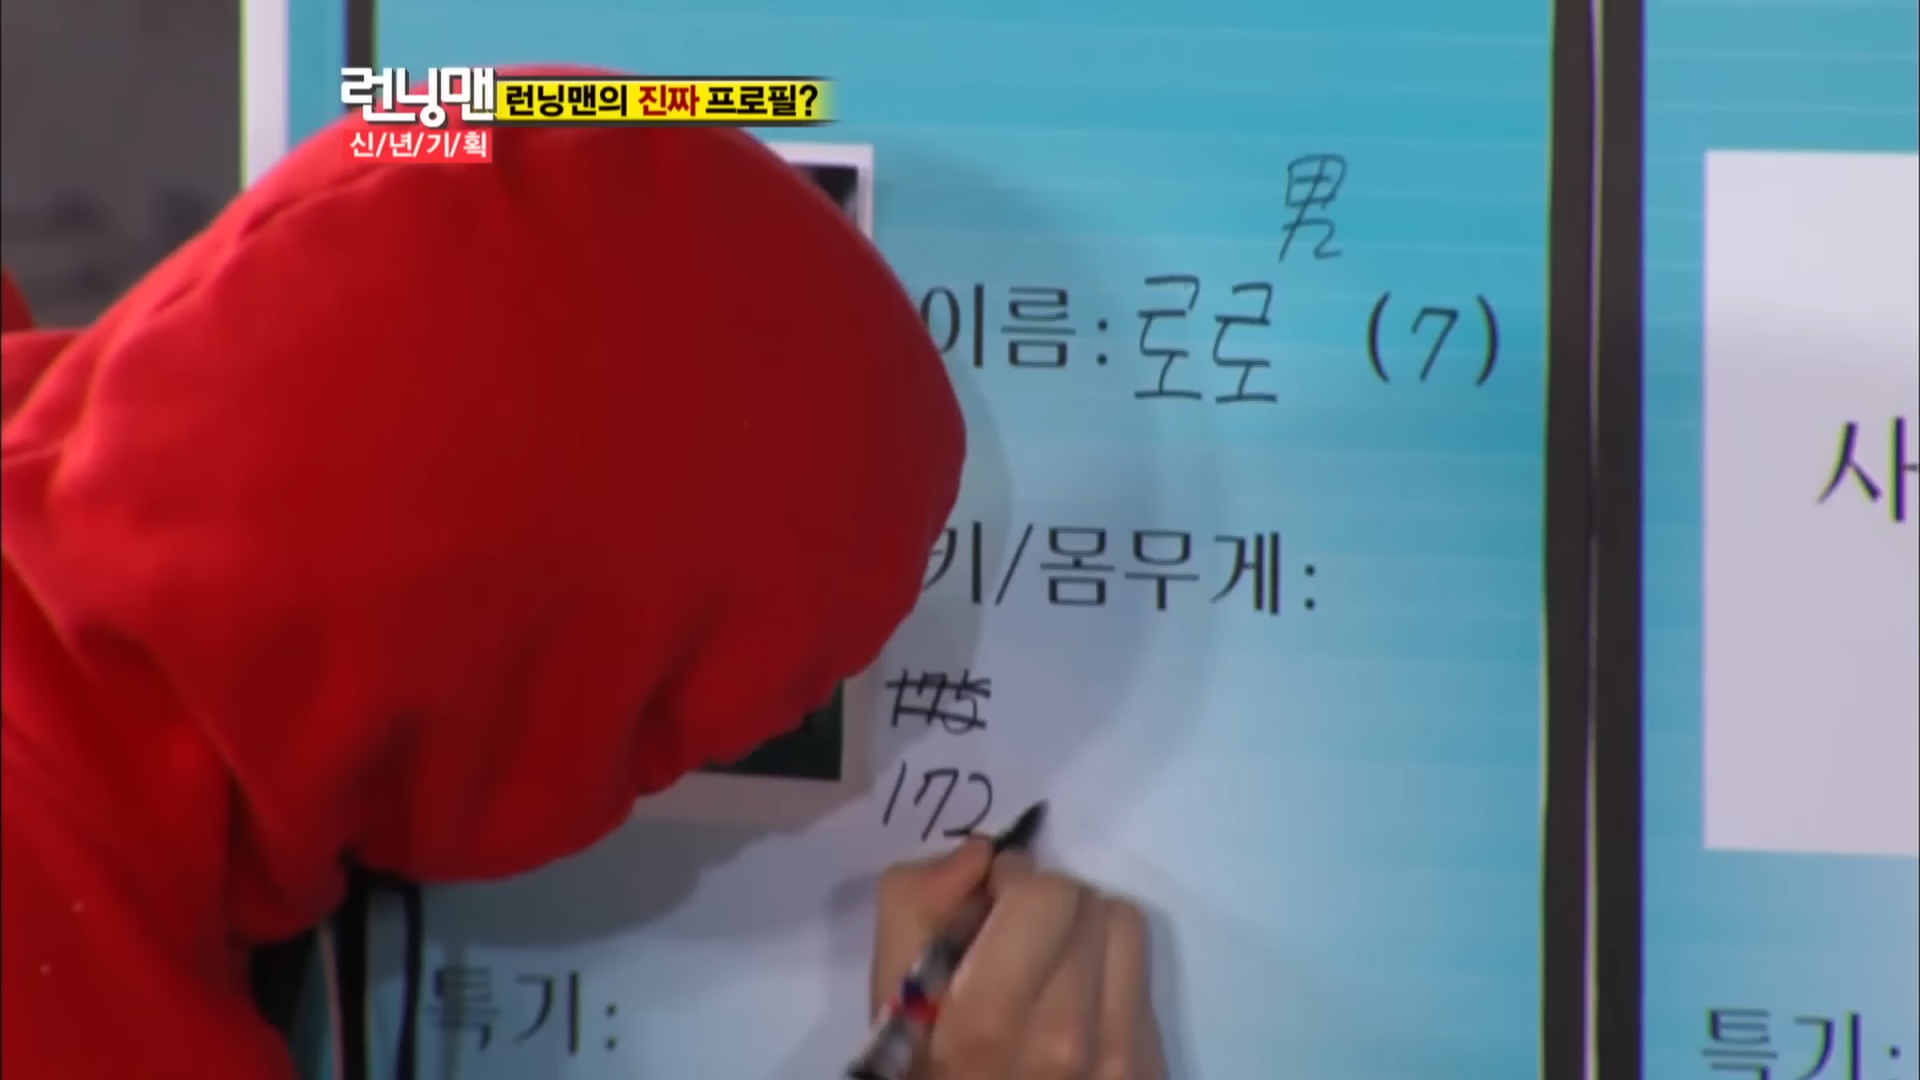 런닝맨 런닝맨의 진짜 프로필?
신/년/기/획
男
이름: 로로 (7)
키/몸무게:
175
172
특기:
사
특기: